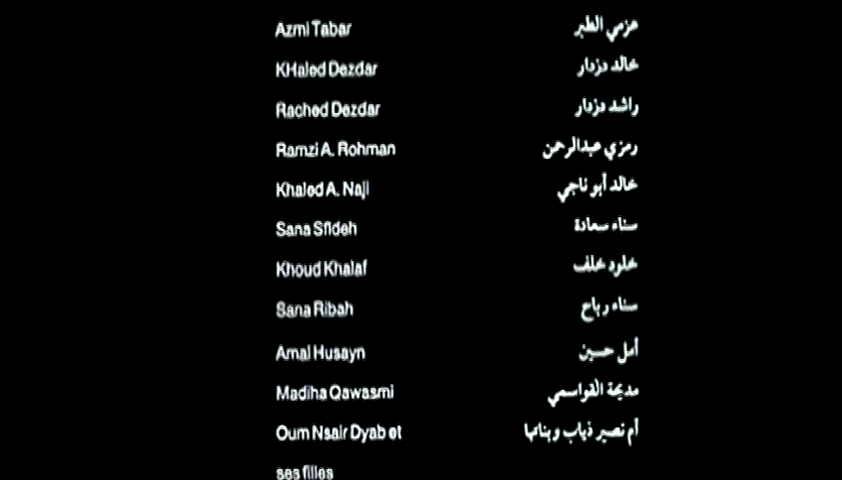 Azmi Tabar عزمي الطبر
KHaled Dezdar خالد دزدار
Rached Dezdar راشد دزدار
Ramzi A. Rohman رمزي عبدالرحمن
Khaled A. Naji خالد أبو ناجي
Sana Sfideh سناء سعادة
Khoud Khalaf خلود خلف
Sana Ribah سناء رباح
Amal Husayn أمل حسين
Madiha Qawasmi مديحة القواسمي
Oum Nsair Dyab et أم نصير ذياب وبناتها
ses filles